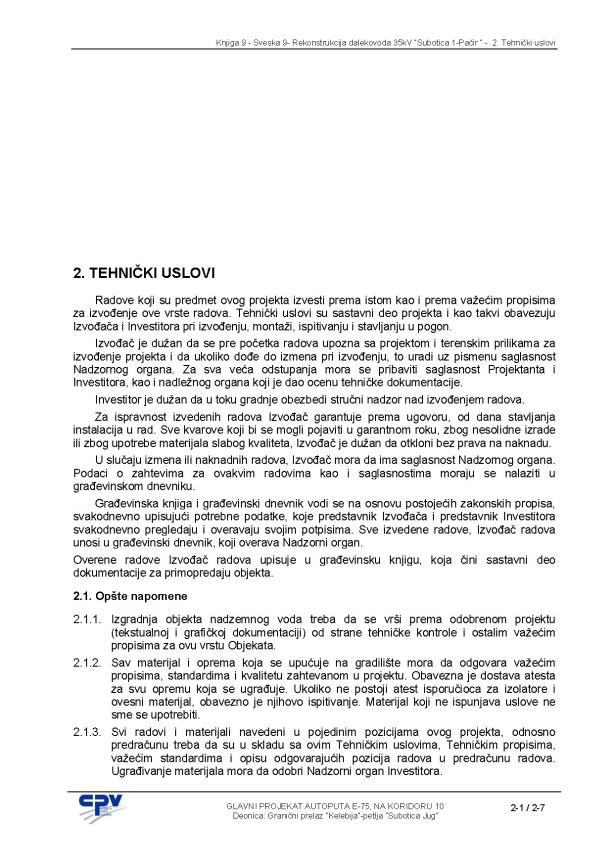 Knjiga 9 - Sveska 9- Rekonstrukcija dalekovoda 35kV "Subotica 1-Pačir " -  2. Tehnički uslovi
2. TEHNIČKI USLOVI
Radove koji su predmet ovog projekta izvesti prema istom kao i prema važećim propisima
za izvođenje ove vrste radova. Tehnički uslovi su sastavni deo projekta i kao takvi obavezuju
Izvođača i Investitora pri izvođenju, montaži, ispitivanju i stavljanju u pogon.
Izvođač je dužan da se pre početka radova upozna sa projektom i terenskim prilikama za
izvođenje projekta i da ukoliko dođe do izmena pri izvođenju, to uradi uz pismenu saglasnost
Nadzornog organa. Za sva veća odstupanja mora se pribaviti saglasnost Projektanta i
Investitora, kao i nadležnog organa koji je dao ocenu tehničke dokumentacije.
Investitor je dužan da u toku gradnje obezbedi stručni nadzor nad izvođenjem radova.
Za ispravnost izvedenih radova Izvođač garantuje prema ugovoru, od dana stavljanja
instalacija u rad. Sve kvarove koji bi se mogli pojaviti u garantnom roku, zbog nesolidne izrade
ili zbog upotrebe materijala slabog kvaliteta, Izvođač je dužan da otkloni bez prava na naknadu.
U slučaju izmena ili naknadnih radova, Izvođač mora da ima saglasnost Nadzornog organa.
Podaci o zahtevima za ovakvim radovima kao i saglasnostima moraju se nalaziti u
građevinskom dnevniku.
Građevinska knjiga i građevinski dnevnik vodi se na osnovu postojećih zakonskih propisa,
svakodnevno upisujući potrebne podatke, koje predstavnik Izvođača i predstavnik Investitora
svakodnevno pregledaju i overavaju svojim potpisima. Sve izvedene radove, Izvođač radova
unosi u građevinski dnevnik, koji overava Nadzorni organ.
Overene radove Izvođač radova upisuje u građevinsku knjigu, koja čini sastavni deo
dokumentacije za primopredaju objekta.
2.1. Opšte napomene
2.1.1. Izgradnja objekta nadzemnog voda treba da se vrši prema odobrenom projektu
(tekstualnoj i grafičkoj dokumentaciji) od strane tehničke kontrole i ostalim važećim
propisima za ovu vrstu Objekata.
2.1.2. Sav materijal i oprema koja se upućuje na gradilište mora da odgovara važećim
propisima, standardima i kvalitetu zahtevanom u projektu. Obavezna je dostava atesta
za svu opremu koja se ugrađuje. Ukoliko ne postoji atest isporučioca za izolatore i
ovesni materijal, obavezno je njihovo ispitivanje. Materijal koji ne ispunjava uslove ne
sme se upotrebiti.
2.1.3. Svi radovi i materijali navedeni u pojedinim pozicijama ovog projekta, odnosno
predračunu treba da su u skladu sa ovim Tehničkim uslovima, Tehničkim propisima,
važećim standardima i opisu odgovarajućih pozicija radova u predračunu radova.
Ugrađivanje materijala mora da odobri Nadzorni organ Investitora.
CPV
GLAVNI PROJEKAT AUTOPUTA E-75, NA KORIDORU 10
Deonica: Granični prelaz "Kelebija"-petlja "Subotica Jug"
2-1 / 2-7